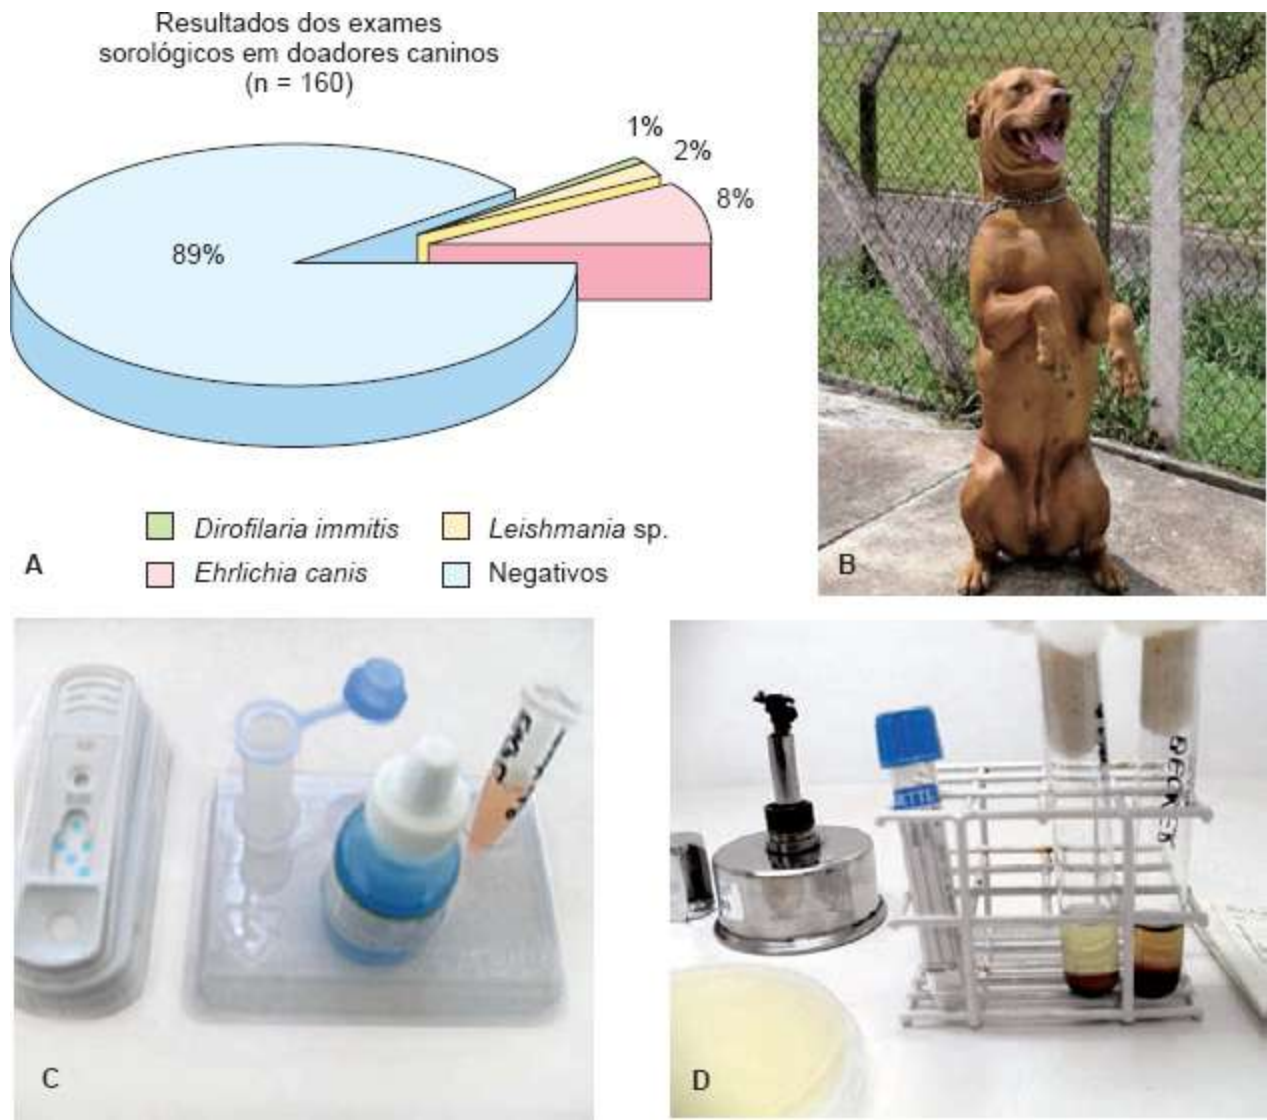 Resultados dos exames
sorológicos em doadores caninos
(n = 160)
1%
2%
8%
89%
Dirofilaria immitis
Leishmania sp.
Ehrlichia canis
Negativos
A
B
C
BECKER
D